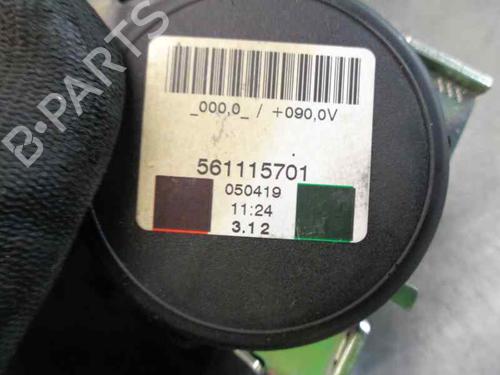 _000,0_ / +090,0V
561115701
050419
11:24
3.12
B-PARTS